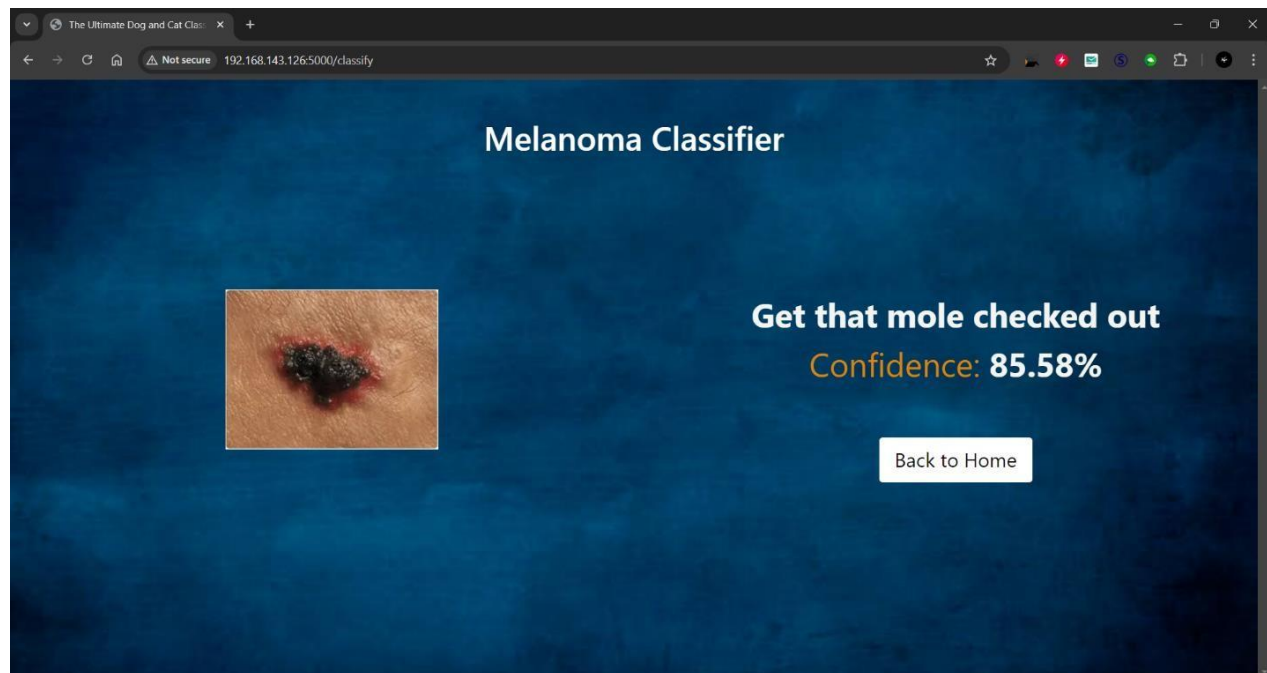 The Ultimate Dog and Cat Clas
Not secure 192.168.143.126:5000/classify
Melanoma Classifier
Get that mole checked out
Confidence: 85.58%
Back to Home